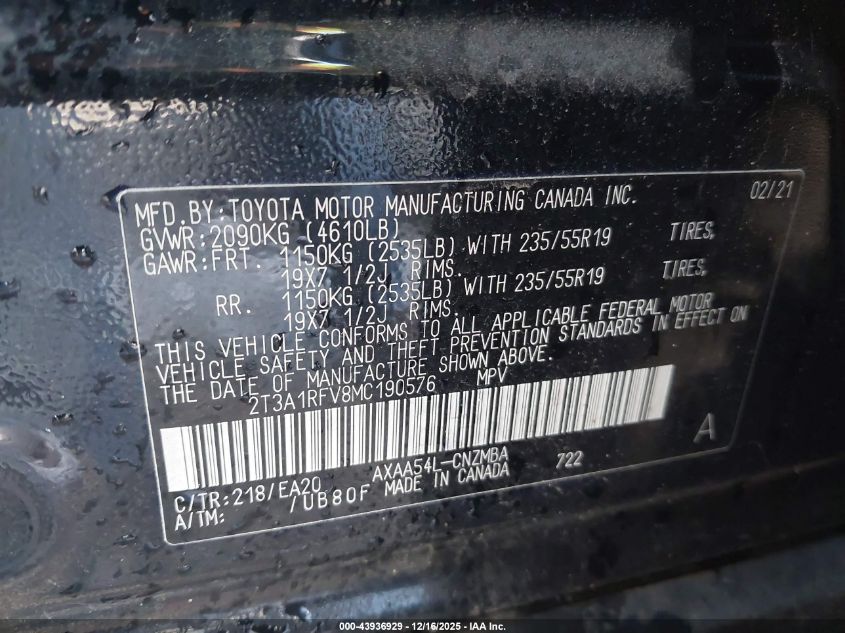 MFD.BY:TOYOTA MOTOR MANUFACTURING CANADA INC. 02/21
GVWR:2090KG (4610LB)
GAWR:FRT. 1150KG (2535LB) WITH 235/55R19 TIRES,
19X7 1/2J RIMS.
RR. 1150KG (2535LB) WITH 235/55R19 TIRES,
19X7 1/2J RIMS.
THIS VEHICLE CONFORMS TO ALL APPLICABLE FEDERAL MOTOR
VEHICLE SAFETY AND THEFT PREVENTION STANDARDS IN EFFECT ON
THE DATE OF MANUFACTURE SHOWN ABOVE.
2T3A1RFV8MC190576 MPV
A
C/TR:218/EA20 AXAA54L-CNZMBA 722
A/TM: /UB80F MADE IN CANADA
000-43936929 - 12/16/2025 - IAA Inc.